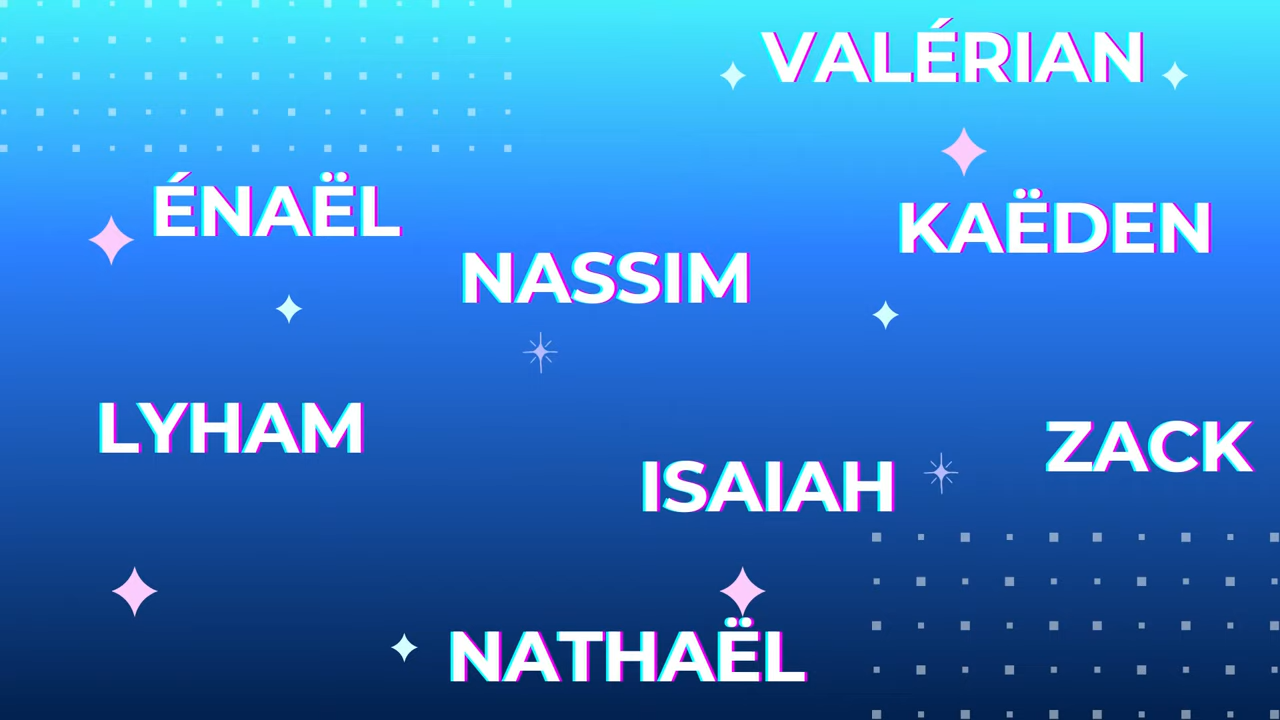 VALÉRIAN
ÉNAËL
KAËDEN
NASSIM
LYHAM
ZACK
ISAIAH
NATHAËL